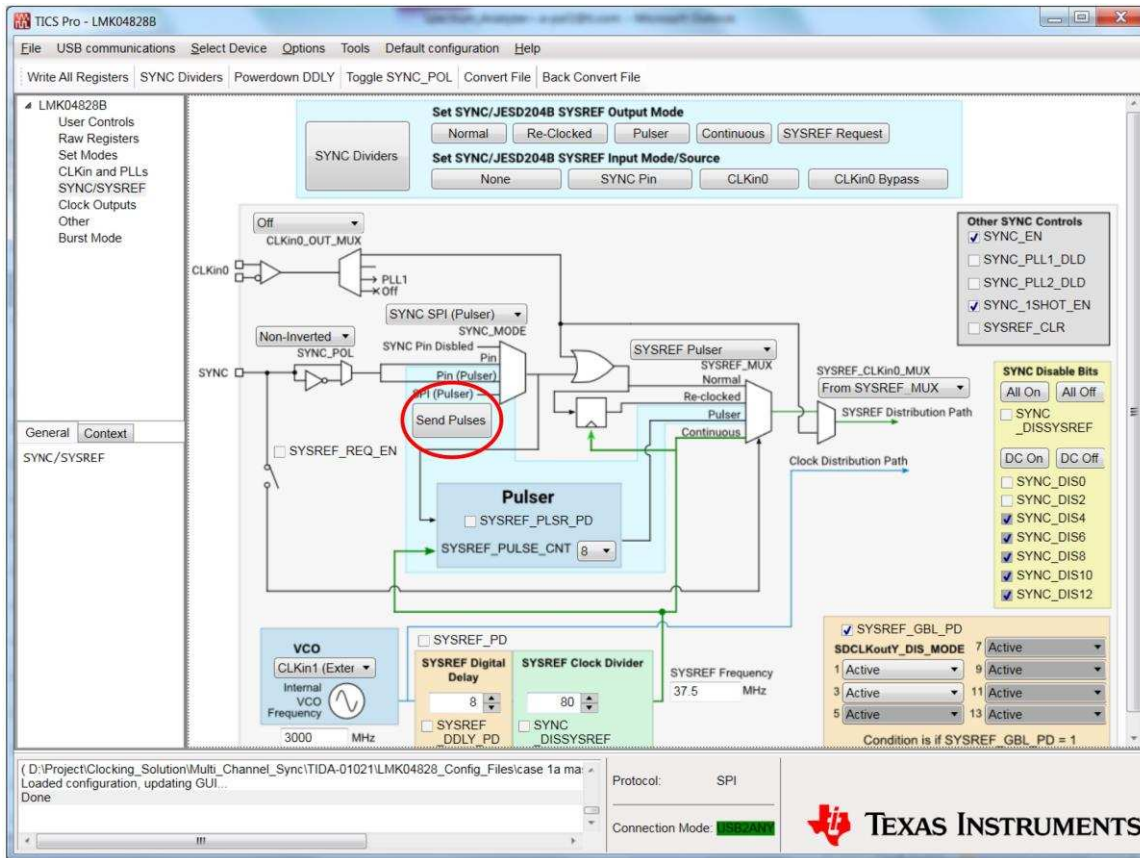 TICS Pro - LMK04828B
File USB communications Select Device Options Tools Default configuration Help
Write All Registers SYNC Dividers Powerdown DDLY Toggle SYNC_POL Convert File Back Convert File
LMK04828B
User Controls
Raw Registers
Set Modes
CLKin and PLLs
SYNC/SYSREF
Clock Outputs
Other
Burst Mode
General Context
SYNC/SYSREF
SYNC Dividers
Set SYNC/JESD204B SYSREF Output Mode
Normal Re-Clocked Pulser Continuous SYSREF Request
Set SYNC/JESD204B SYSREF Input Mode/Source
None SYNC Pin CLKin0 CLKin0 Bypass
Off
CLKin0_OUT_MUX
CLKin0
PLL1
Off
SYNC SPI (Pulser)
SYNC_MODE
Non-Inverted
SYNC_POL
SYNC
SYNC Pin Disbled
Pin
Pin (Pulser)
SPI (Pulser)
Send Pulses
SYSREF_REQ_EN
SYSREF Pulser
SYSREF_MUX
Normal
Re-clocked
Pulser
Continuous
SYSREF_CLKin0_MUX
From SYSREF_MUX
SYSREF Distribution Path
Clock Distribution Path
Pulser
SYSREF_PLSR_PD
SYSREF_PULSE_CNT 8
Other SYNC Controls
SYNC_EN
SYNC_PLL1_DLD
SYNC_PLL2_DLD
SYNC_1SHOT_EN
SYSREF_CLR
SYNC Disable Bits
All On All Off
SYNC
_DISSYSREF
DC On DC Off
SYNC_DIS0
SYNC_DIS2
SYNC_DIS4
SYNC_DIS6
SYNC_DIS8
SYNC_DIS10
SYNC_DIS12
VCO
CLKin1 (Exter
Internal
VCO
Frequency
3000 MHz
SYSREF_PD
SYSREF Digital
Delay
8
SYSREF
_DDLY_PD
SYSREF Clock Divider
80
SYNC
_DISSYSREF
SYSREF Frequency
37.5 MHz
SYSREF_GBL_PD
SDCLKoutY_DIS_MODE 7 Active
1 Active 9 Active
3 Active 11 Active
5 Active 13 Active
Condition is if SYSREF_GBL_PD = 1
( D:\Project\Clocking_Solution\Multi_Channel_Sync\TIDA-01021\LMK04828_Config_Files\case 1a ma
Loaded configuration, updating GUI...
Done
Protocol: SPI
Connection Mode: USB2ANY
TEXAS INSTRUMENTS